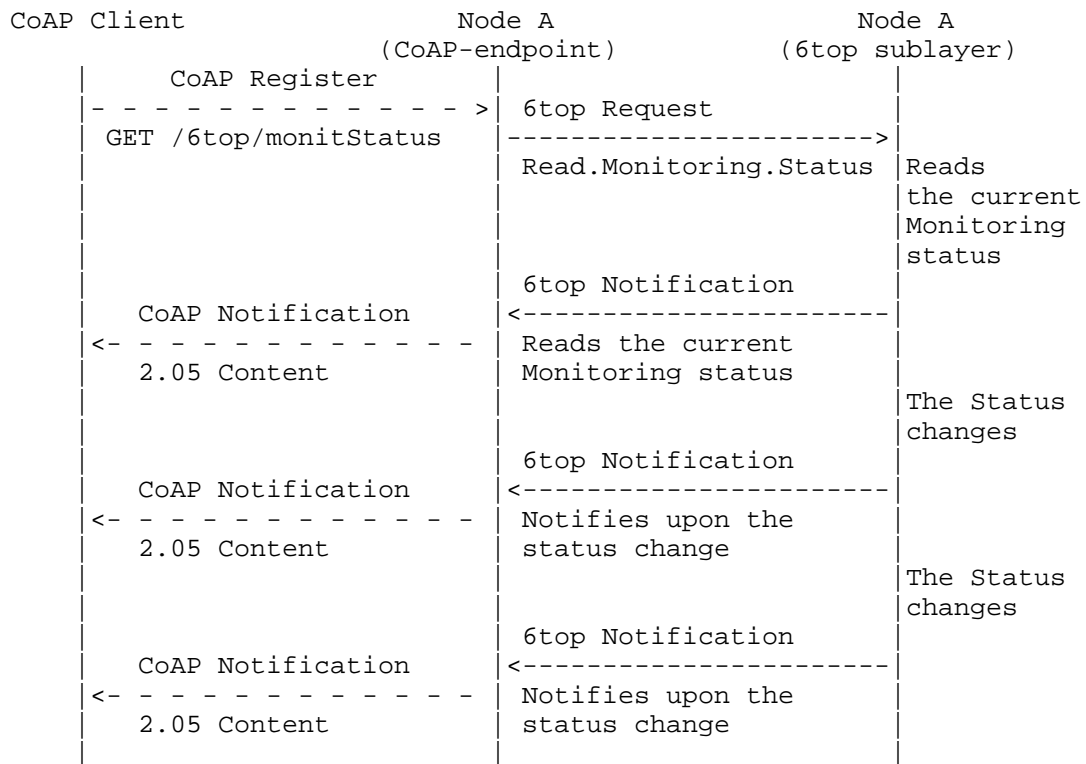 CoAP Client Node A Node A
(CoAP-endpoint) (6top sublayer)
CoAP Register
6top Request
GET /6top/monitStatus
Read.Monitoring.Status Reads
the current
Monitoring
status
6top Notification
CoAP Notification
Reads the current
2.05 Content Monitoring status
The Status
changes
6top Notification
CoAP Notification
Notifies upon the
2.05 Content status change
The Status
changes
6top Notification
CoAP Notification
Notifies upon the
2.05 Content status change